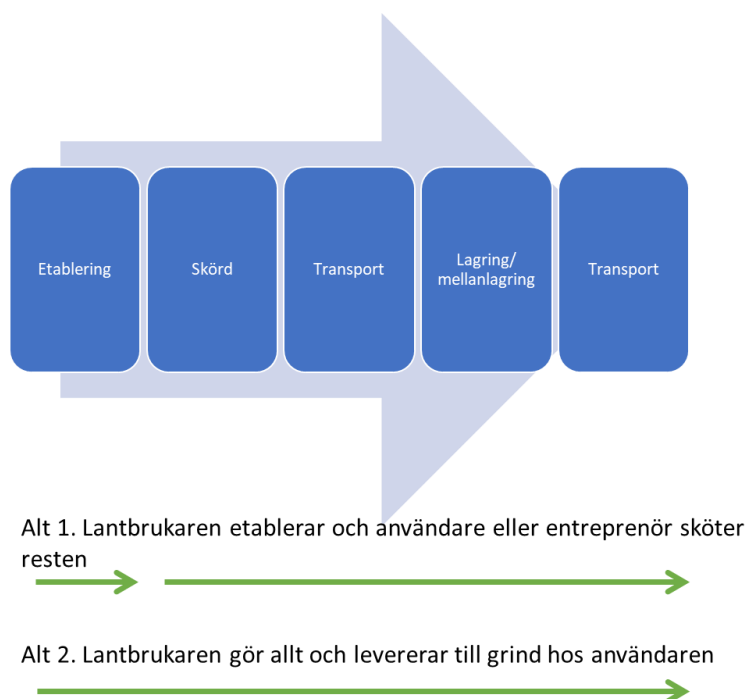 Etablering
Skörd
Transport
Lagring/
mellanlagring
Transport
Alt 1. Lantbrukaren etablerar och användare eller entreprenör sköter
resten
Alt 2. Lantbrukaren gör allt och levererar till grind hos användaren